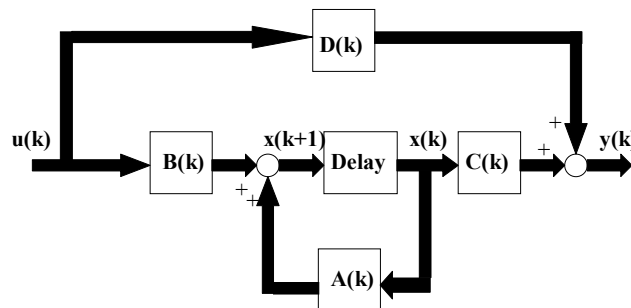 D(k)
+
u(k) x(k+1) x(k) + y(k)
B(k) Delay C(k)
+
+
A(k)